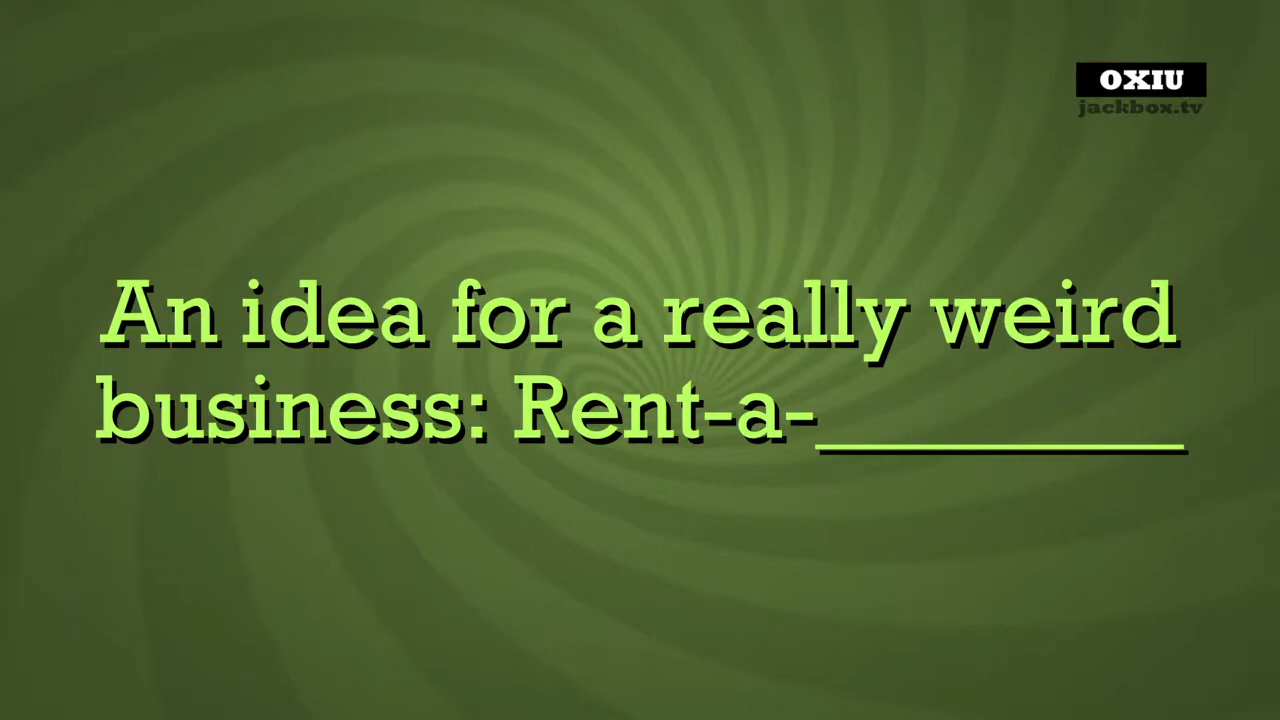 OXIU
jackbox.tv
An idea for a really weird
business: Rent-a-________